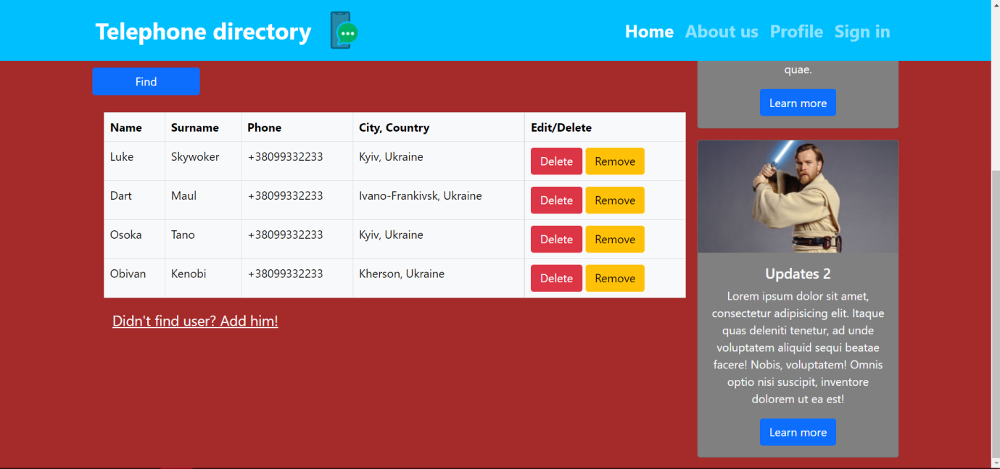 Telephone directory
Home About us Profile Sign in
Find
Name Surname Phone City, Country Edit/Delete
Luke Skywoker +38099332233 Kyiv, Ukraine Delete Remove
Dart Maul +38099332233 Ivano-Frankivsk, Ukraine Delete Remove
Osoka Tano +38099332233 Kyiv, Ukraine Delete Remove
Obivan Kenobi +38099332233 Kherson, Ukraine Delete Remove
Didn't find user? Add him!
quae.
Learn more
Updates 2
Lorem ipsum dolor sit amet,
consectetur adipisicing elit. Itaque
quas deleniti tenetur, ad unde
voluptatem aliquid sequi beatae
facere! Nobis, voluptatem! Omnis
optio nisi suscipit, inventore
dolorem ut ea est!
Learn more